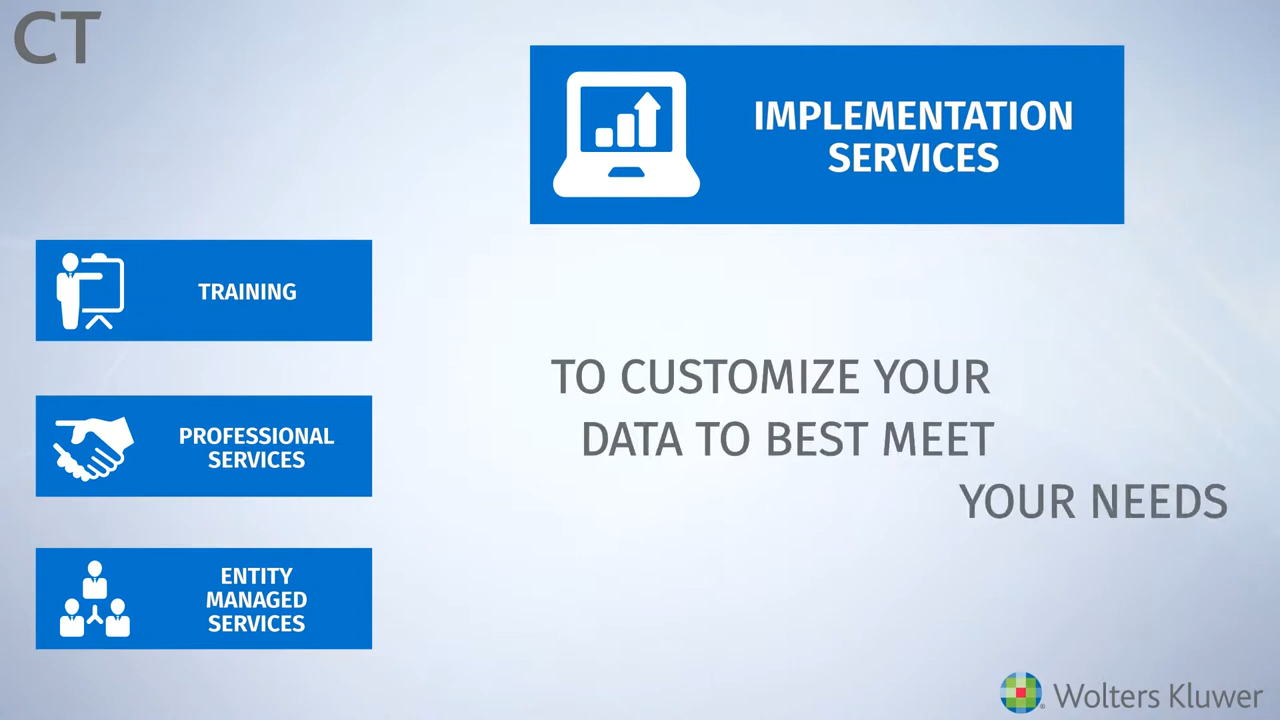 CT
IMPLEMENTATION
SERVICES
TRAINING
PROFESSIONAL
SERVICES
ENTITY
MANAGED
SERVICES
TO CUSTOMIZE YOUR
DATA TO BEST MEET
YOUR NEEDS
Wolters Kluwer